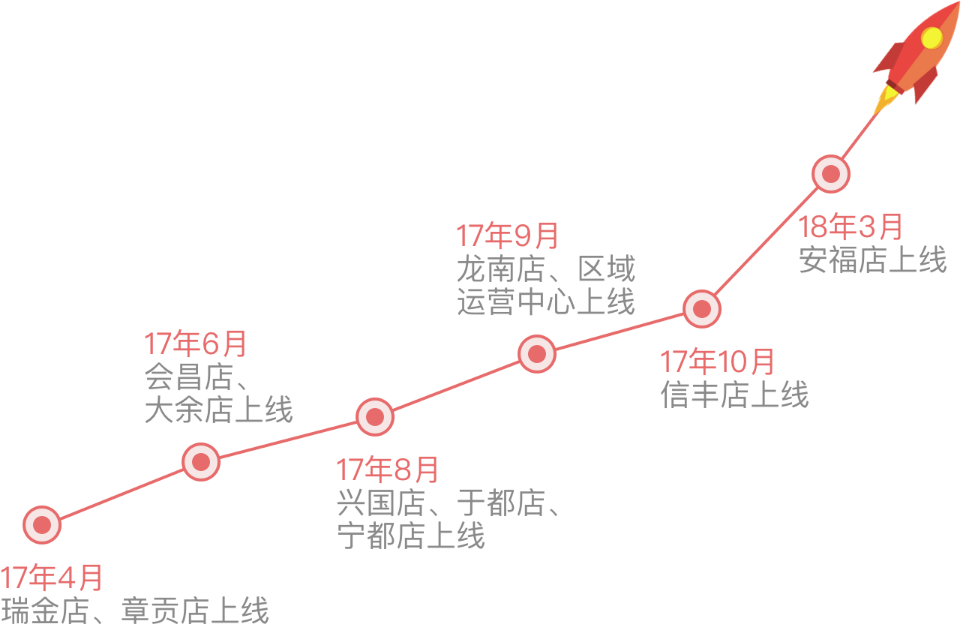 17年4月
瑞金店、章贡店上线
17年6月
会昌店、
大余店上线
17年8月
兴国店、于都店、
宁都店上线
17年9月
龙南店、区域
运营中心上线
17年10月
信丰店上线
18年3月
安福店上线